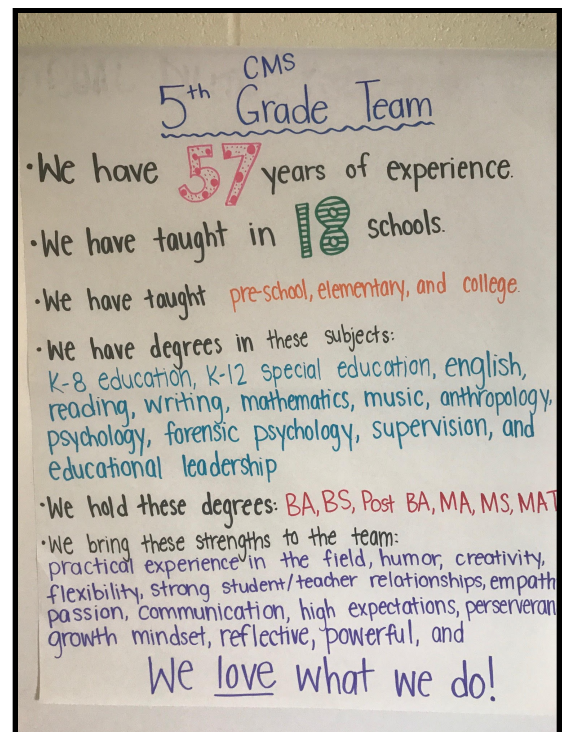 CMS
5th Grade Team
•We have 57 years of experience.
•We have taught in 18 schools.
•We have taught pre-school, elementary, and college.
•We have degrees in these subjects:
K-8 education, K-12 special education, english,
reading, writing, mathematics, music, anthropology,
psychology, forensic psychology, supervision, and
educational leadership
•We hold these degrees: BA, BS, Post BA, MA, MS, MAT
•We bring these strengths to the team:
practical experience in the field, humor, creativity,
flexibility, strong student/teacher relationships, empath
passion, communication, high expectations, perserveran
growth mindset, reflective, powerful, and
We love what we do!